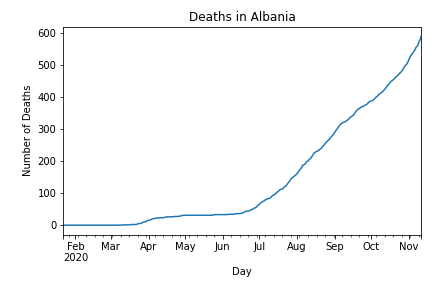 Deaths in Albania
Number of Deaths
600
500
400
300
200
100
0
Feb Mar Apr May Jun Jul Aug Sep Oct Nov
2020
Day